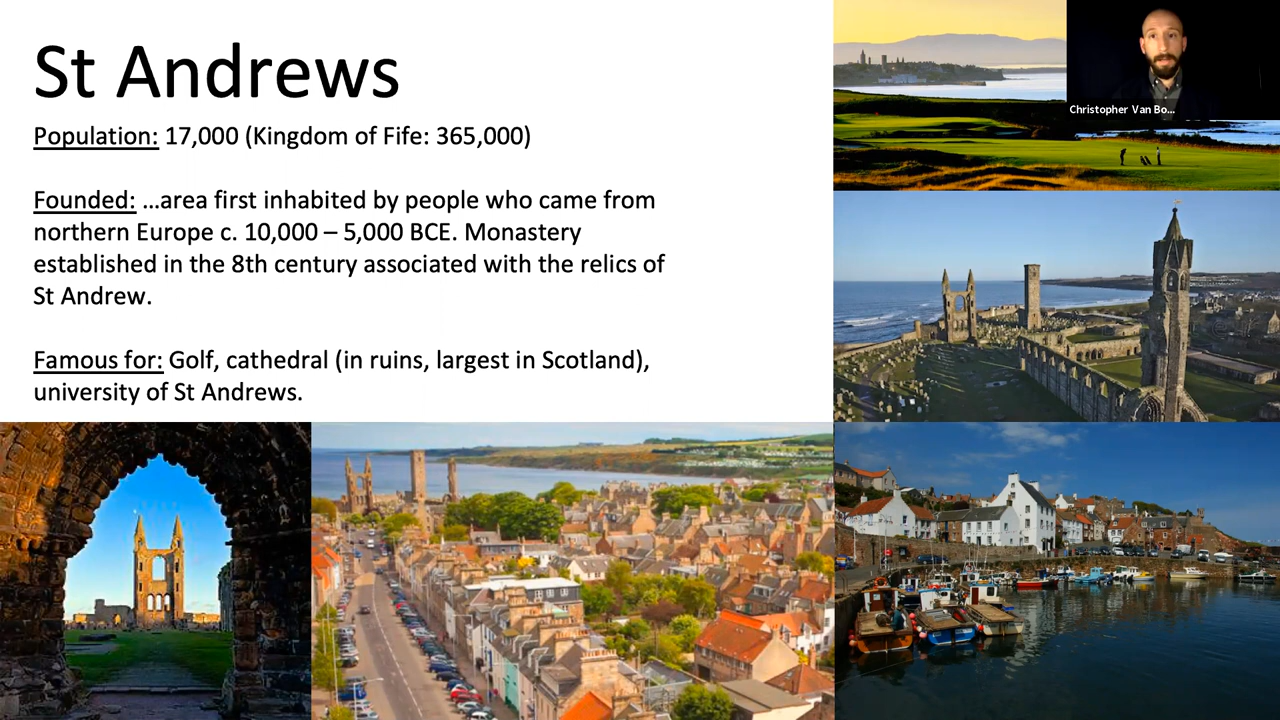 St Andrews
Population: 17,000 (Kingdom of Fife: 365,000)
Founded: …area first inhabited by people who came from
northern Europe c. 10,000 – 5,000 BCE. Monastery
established in the 8th century associated with the relics of
St Andrew.
Famous for: Golf, cathedral (in ruins, largest in Scotland),
university of St Andrews.
Christopher Van Bo...